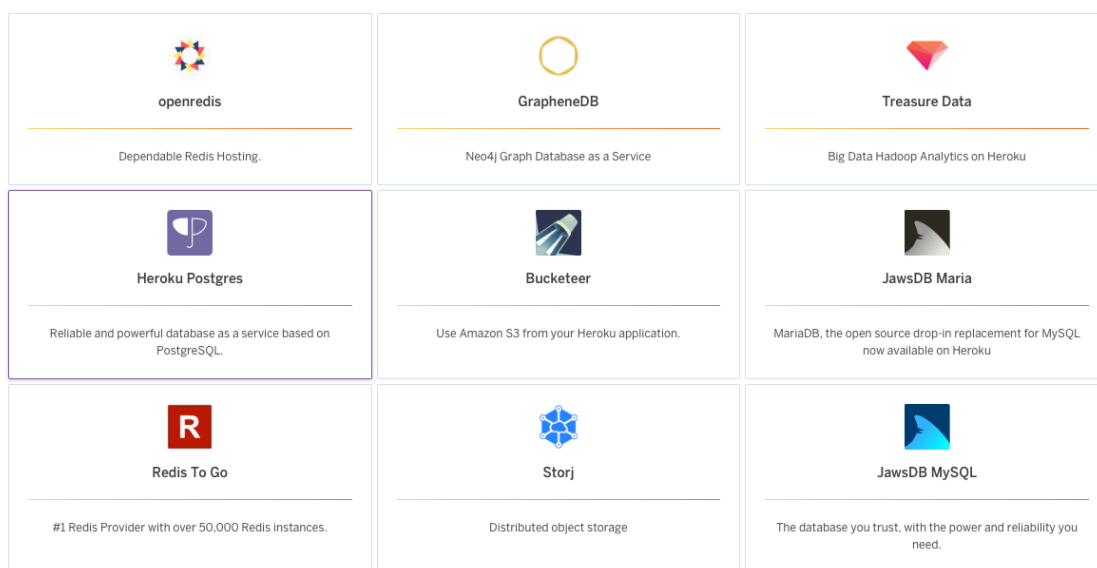 openredis
Dependable Redis Hosting.
GrapheneDB
Neo4j Graph Database as a Service
Treasure Data
Big Data Hadoop Analytics on Heroku
Heroku Postgres
Reliable and powerful database as a service based on
PostgreSQL.
Bucketeer
Use Amazon S3 from your Heroku application.
JawsDB Maria
MariaDB, the open source drop-in replacement for MySQL
now available on Heroku
R
Redis To Go
#1 Redis Provider with over 50,000 Redis instances.
Storj
Distributed object storage
JawsDB MySQL
The database you trust, with the power and reliability you
need.